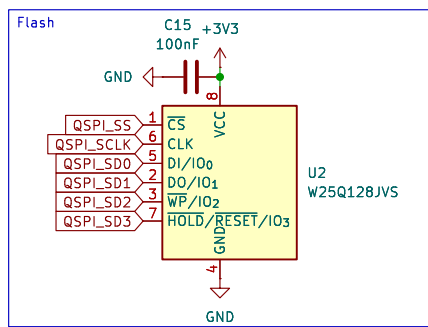 Flash
C15
100nF
+3V3
GND
8
VCC
QSPI_SS 1 CS
QSPI_SCLK 6 CLK
QSPI_SD0 5 DI/IO0
QSPI_SD1 2 DO/IO1
QSPI_SD2 3 WP/IO2
QSPI_SD3 7 HOLD/RESET/IO3
U2
W25Q128JVS
GND
4
GND